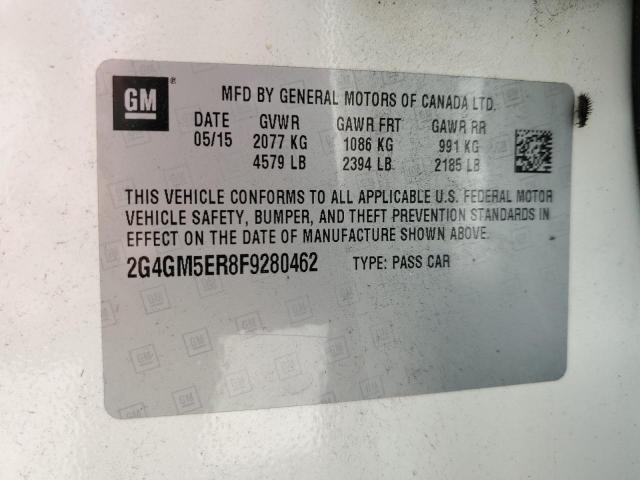 GM
MFD BY GENERAL MOTORS OF CANADA LTD.
DATE GVWR GAWR FRT GAWR RR
05/15 2077 KG 1086 KG 991 KG
4579 LB 2394 LB 2185 LB
THIS VEHICLE CONFORMS TO ALL APPLICABLE U.S. FEDERAL MOTOR
VEHICLE SAFETY, BUMPER, AND THEFT PREVENTION STANDARDS IN
EFFECT ON THE DATE OF MANUFACTURE SHOWN ABOVE.
2G4GM5ER8F9280462 TYPE: PASS CAR